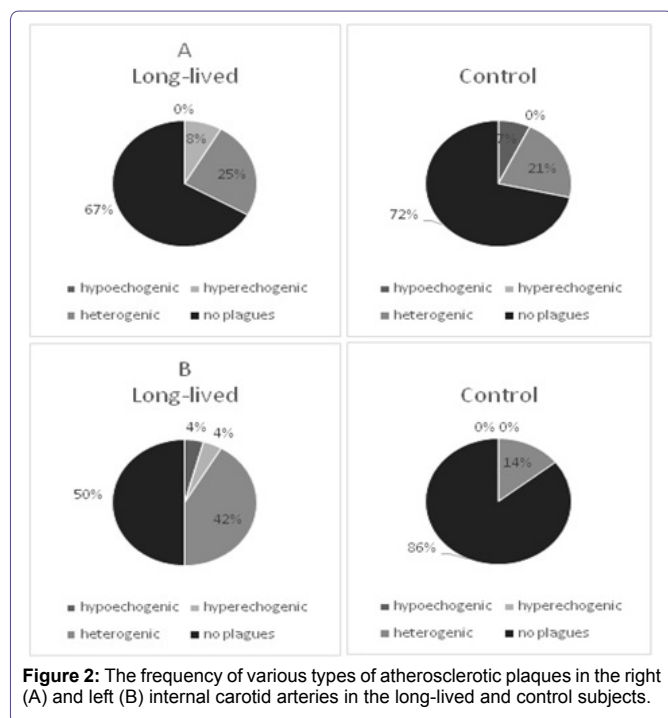 A
Long-lived
0%
8%
25%
67%
■ hypoechogenic ■ hyperechogenic
■ heterogenic ■ no plagues
Control
0%
7%
21%
72%
■ hypoechogenic ■ hyperechogenic
■ heterogenic ■ no plagues
B
Long-lived
4% 4%
42%
50%
■ hypoechogenic ■ hyperechogenic
■ heterogenic ■ no plagues
Control
0% 0%
14%
86%
■ hypoechogenic ■ hyperechogenic
■ heterogenic ■ no plagues
Figure 2: The frequency of various types of atherosclerotic plaques in the right
(A) and left (B) internal carotid arteries in the long-lived and control subjects.